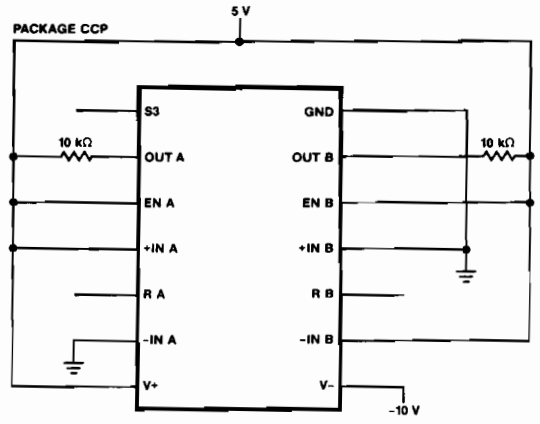 5 V
PACKAGE CCP
S3 GND
10 kΩ OUT A OUT B 10 kΩ
EN A EN B
+IN A +IN B
R A R B
-IN A -IN B
V+ V-
-10 V